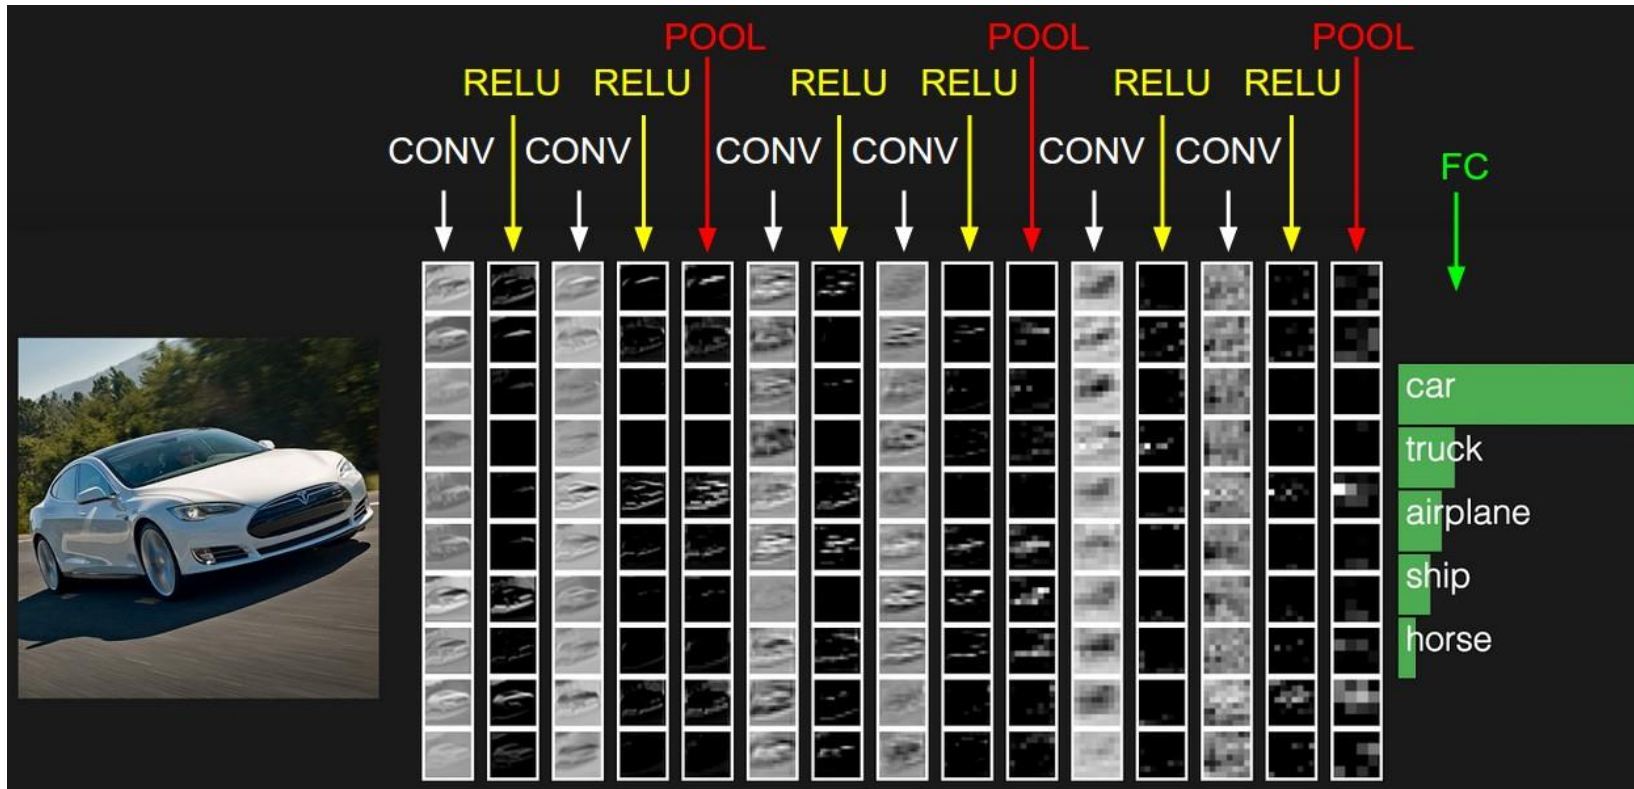 POOL POOL POOL
RELU RELU RELU RELU RELU RELU
CONV CONV CONV CONV CONV CONV
FC
car
truck
airplane
ship
horse